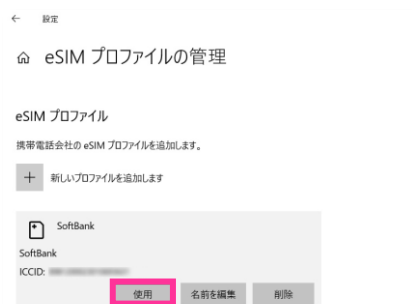 ← 設定
eSIM プロファイルの管理
eSIM プロファイル
携帯電話会社の eSIM プロファイルを追加します。
+ 新しいプロファイルを追加します
SoftBank
SoftBank
ICCID:
使用 名前を編集 削除